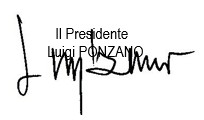 Il Presidente
Luigi PONZANO